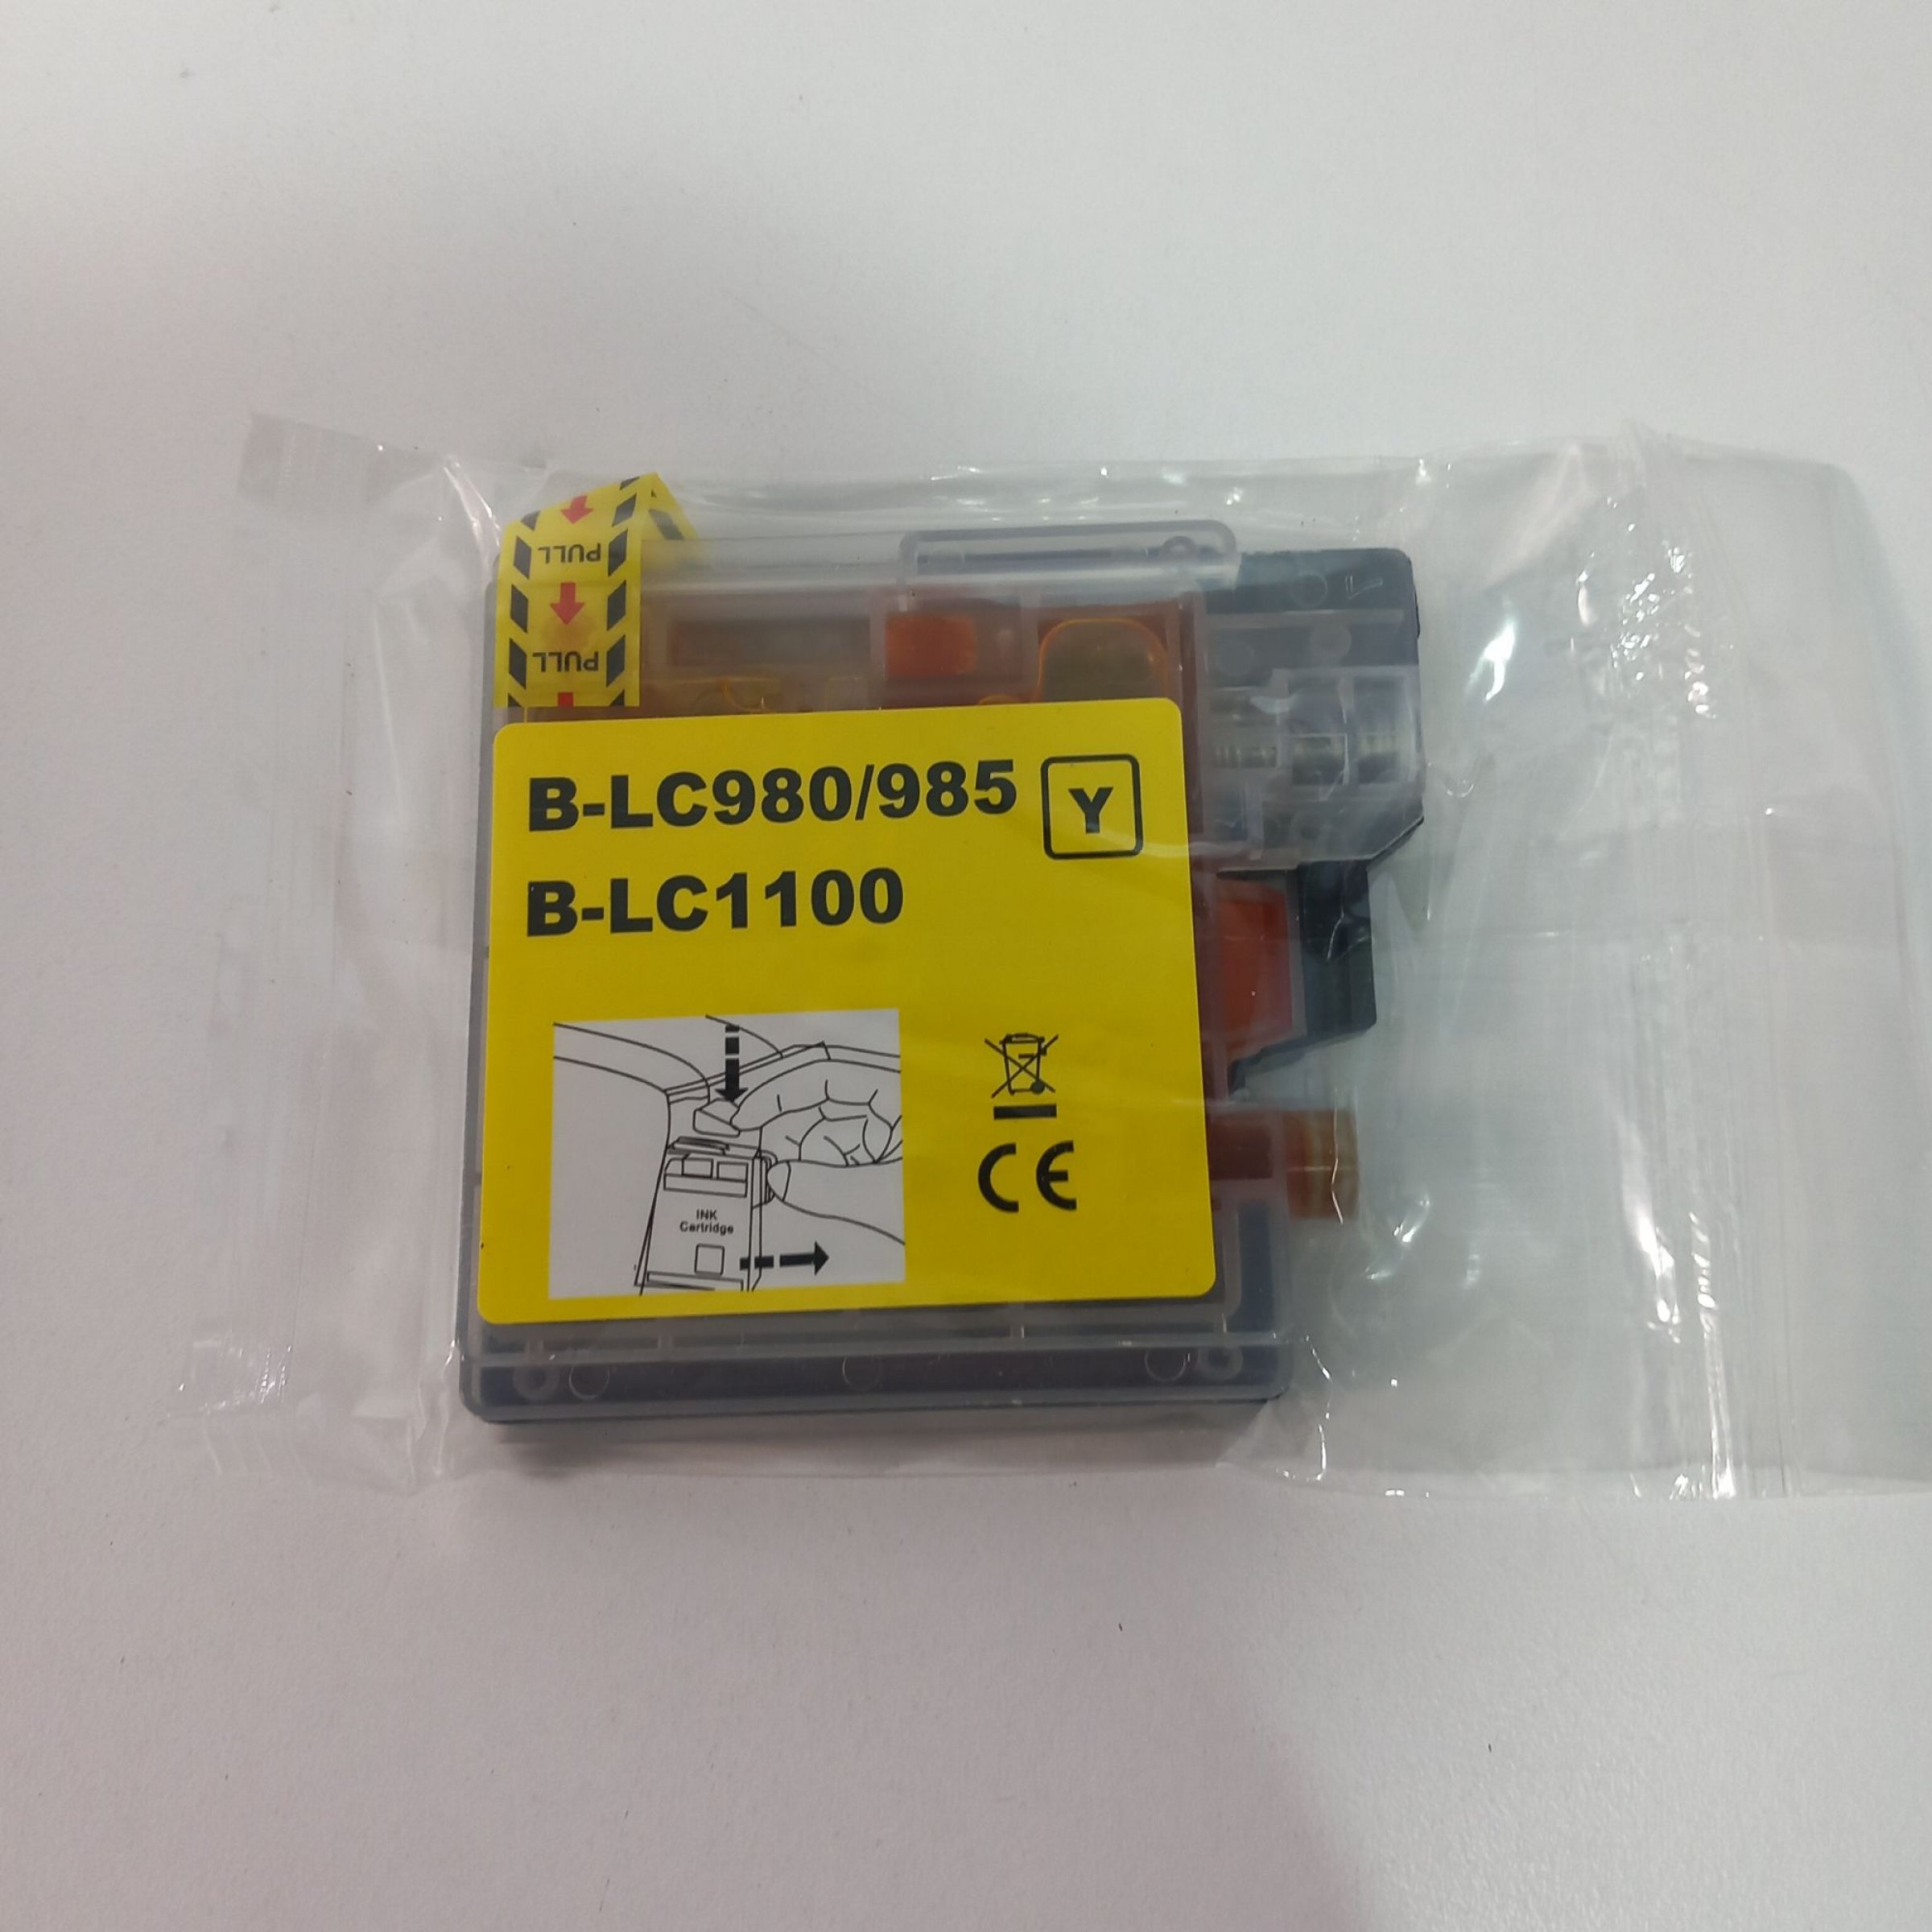 PULL
PULL
B-LC980/985 Y
B-LC1100
INK
Cartridge
CE